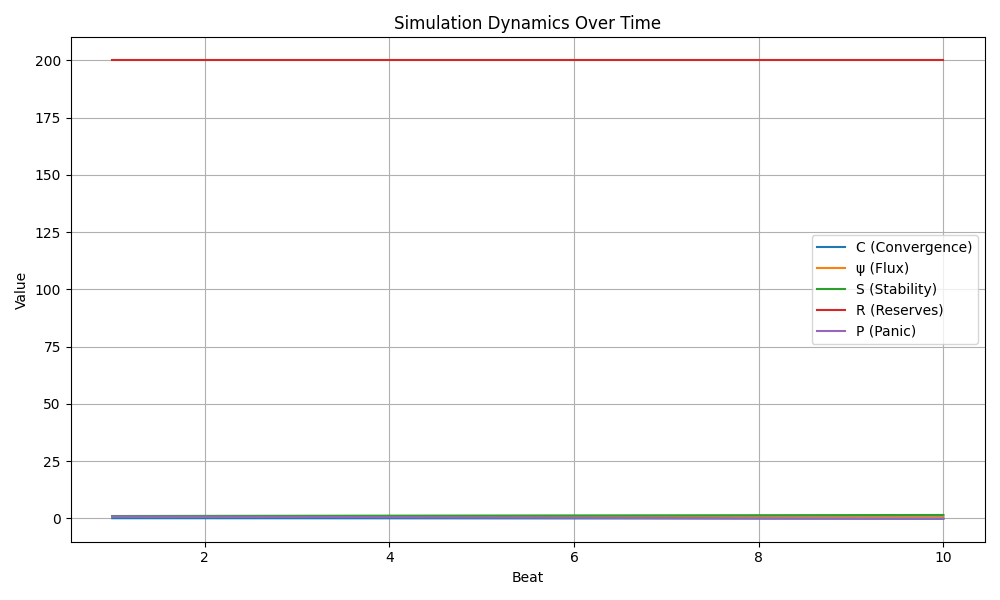 Simulation Dynamics Over Time
Value
200
175
150
125
100
75
50
25
0
C (Convergence)
ψ (Flux)
S (Stability)
R (Reserves)
P (Panic)
2 4 6 8 10
Beat